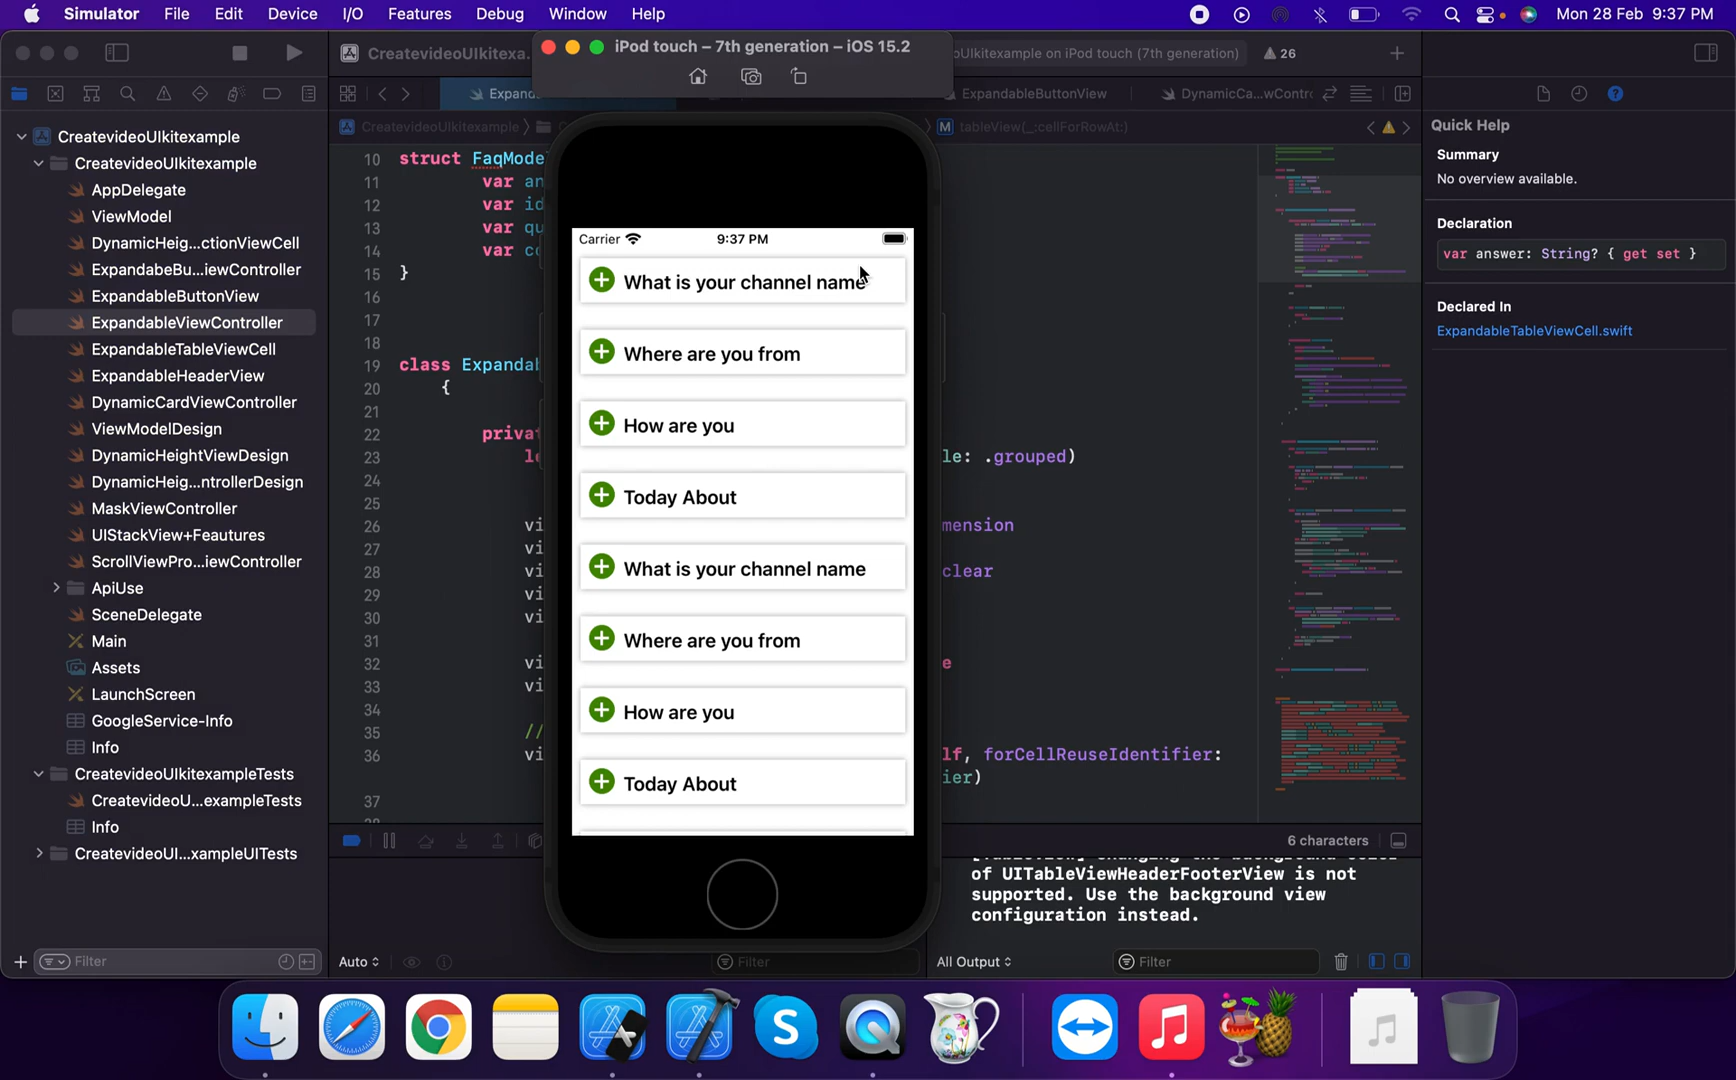 Simulator File Edit Device I/O Features Debug Window Help Mon 28 Feb 9:37 PM
iPod touch – 7th generation – iOS 15.2
CreatevideoUIkitexa.
oUIkitexample on iPod touch (7th generation) 26
Expand
ExpandableButtonView
DynamicCa...wContr
CreatevideoUIkitexample
M tableView(_:cellForRowAt:)
CreatevideoUIkitexample
CreatevideoUIkitexample
AppDelegate
ViewModel
DynamicHeig...ctionViewCell
ExpandabeBu...iewController
ExpandableButtonView
ExpandableViewController
ExpandableTableViewCell
ExpandableHeaderView
DynamicCardViewController
ViewModelDesign
DynamicHeightViewDesign
DynamicHeig...ntrollerDesign
MaskViewController
UIStackView+Feautures
ScrollViewPro...iewController
ApiUse
SceneDelegate
Main
Assets
LaunchScreen
GoogleService-Info
Info
CreatevideoUIkitexampleTests
CreatevideoU...exampleTests
Info
CreatevideoUI...xampleUITests
Filter
10 struct FaqMode
11 var an
12 var id
13 var qu
14 var co
15 }
16
17
18
19 class Expandab
20 {
21
22 privat
23 le le: .grouped)
24
25
26 vi mension
27 vi
28 vi clear
29 vi
30 vi
31
32 vi e
33 vi
34
35 //
36 vi lf, forCellReuseIdentifier:
ier)
37
Carrier 9:37 PM
What is your channel name
Where are you from
How are you
Today About
What is your channel name
Where are you from
How are you
Today About
6 characters
of UITableViewHeaderFooterView is not
supported. Use the background view
configuration instead.
Auto
Filter
All Output
Filter
Quick Help
Summary
No overview available.
Declaration
var answer: String? { get set }
Declared In
ExpandableTableViewCell.swift